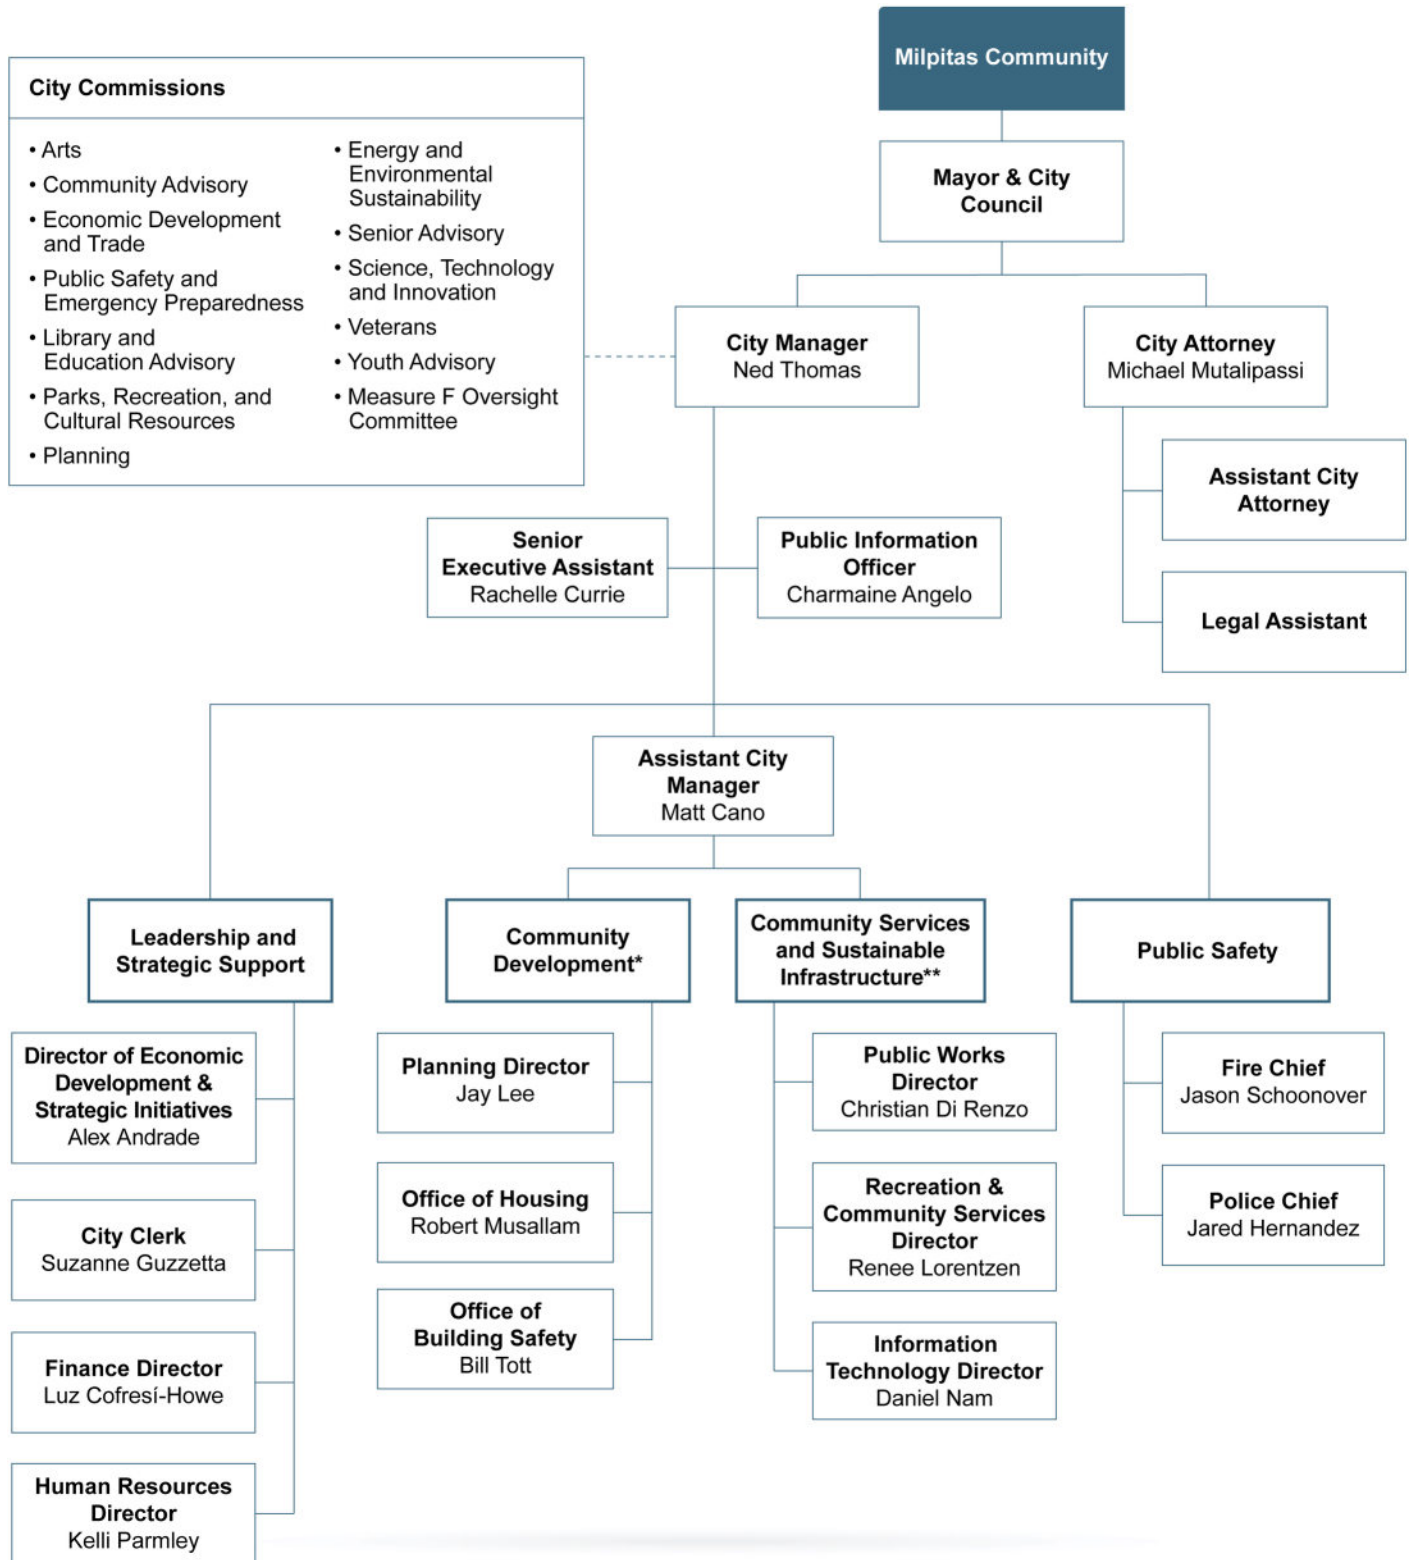 Milpitas Community
City Commissions
• Arts
• Community Advisory
• Economic Development
and Trade
• Public Safety and
Emergency Preparedness
• Library and
Education Advisory
• Parks, Recreation, and
Cultural Resources
• Planning
• Energy and
Environmental
Sustainability
• Senior Advisory
• Science, Technology
and Innovation
• Veterans
• Youth Advisory
• Measure F Oversight
Committee
Mayor & City
Council
City Manager
Ned Thomas
City Attorney
Michael Mutalipassi
Assistant City
Attorney
Legal Assistant
Senior
Executive Assistant
Rachelle Currie
Public Information
Officer
Charmaine Angelo
Assistant City
Manager
Matt Cano
Leadership and
Strategic Support
Director of Economic
Development &
Strategic Initiatives
Alex Andrade
City Clerk
Suzanne Guzzetta
Finance Director
Luz Cofresí-Howe
Human Resources
Director
Kelli Parmley
Community
Development*
Planning Director
Jay Lee
Office of Housing
Robert Musallam
Office of
Building Safety
Bill Tott
Community Services
and Sustainable
Infrastructure**
Public Works
Director
Christian Di Renzo
Recreation &
Community Services
Director
Renee Lorentzen
Information
Technology Director
Daniel Nam
Public Safety
Fire Chief
Jason Schoonover
Police Chief
Jared Hernandez